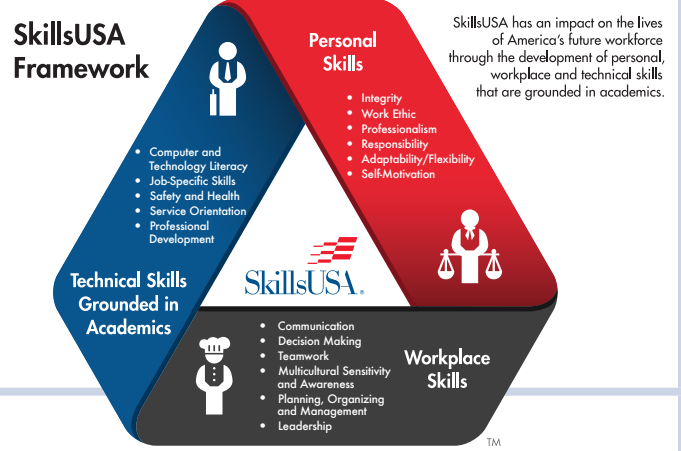 SkillsUSA
Framework
SkillsUSA has an impact on the lives
of America's future workforce
through the development of personal,
workplace and technical skills
that are grounded in academics.
Personal
Skills
• Integrity
• Work Ethic
• Professionalism
• Responsibility
• Adaptability/Flexibility
• Self-Motivation
• Computer and
Technology Literacy
• Job-Specific Skills
• Safety and Health
• Service Orientation
• Professional
Development
Technical Skills
Grounded in
Academics
SkillsUSA®
• Communication
• Decision Making
• Teamwork
• Multicultural Sensitivity
and Awareness
• Planning, Organizing
and Management
• Leadership
Workplace
Skills
TM